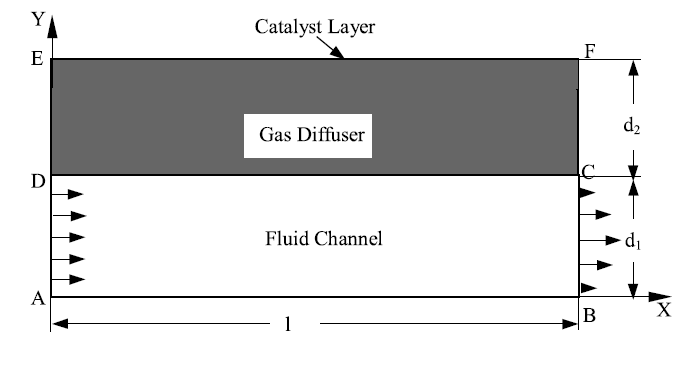 Y
Catalyst Layer
E
F
Gas Diffuser
d₂
D
C
Fluid Channel
d₁
A
X
B
l